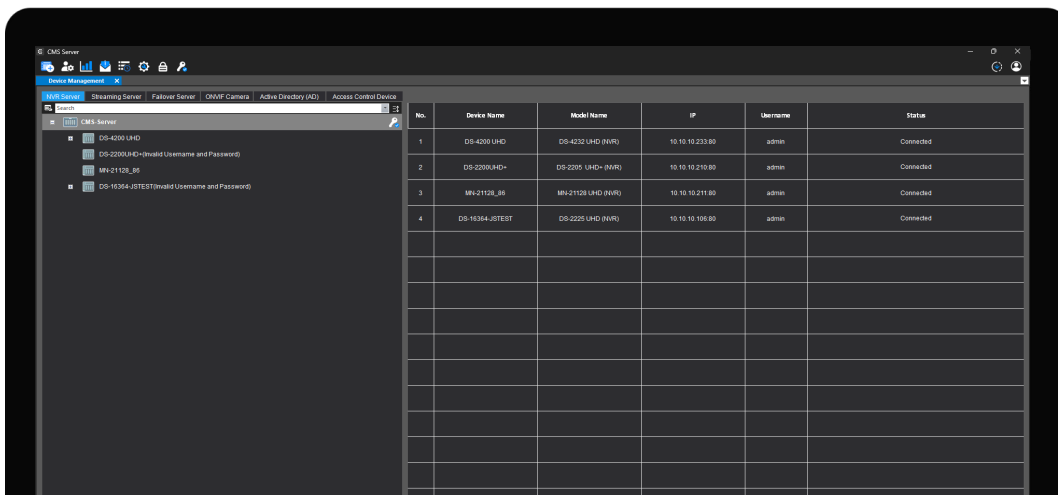 CMS Server
Device Management X
NVR Server Streaming Server Failover Server ONVIF Camera Active Directory (AD) Access Control Device
Search
CMS-Server
DS-4200 UHD
DS-2200UHD+(Invalid Username and Password)
MN-21128_86
DS-16364-JSTEST(Invalid Username and Password)
No. Device Name Model Name IP Username Status
1 DS-4200 UHD DS-4232 UHD (NVR) 10.10.10.233:80 admin Connected
2 DS-2200UHD+ DS-2205 UHD+ (NVR) 10.10.10.210:80 admin Connected
3 MN-21128_86 MN-21128 UHD (NVR) 10.10.10.211:80 admin Connected
4 DS-16364-JSTEST DS-2225 UHD (NVR) 10.10.10.106:80 admin Connected